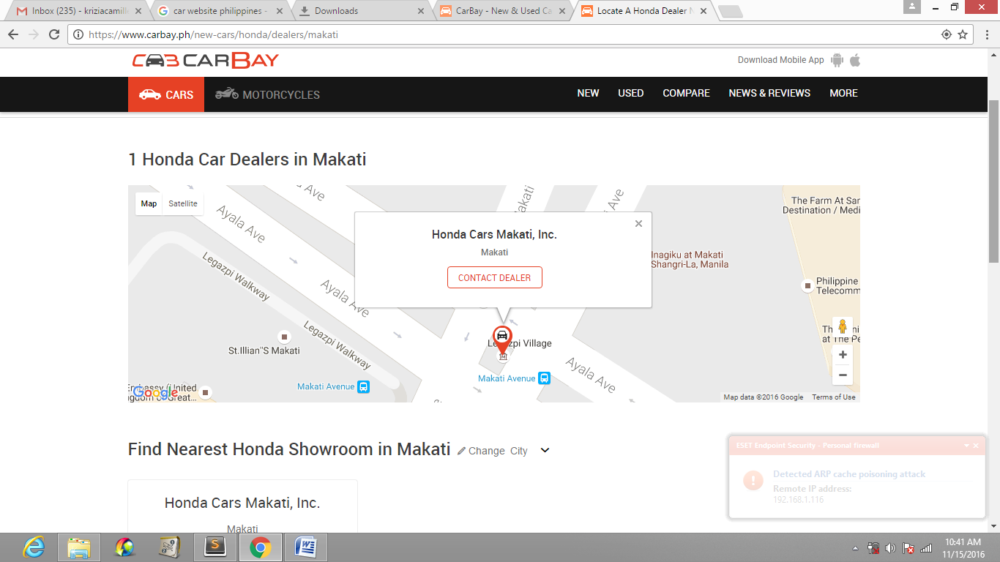 Inbox (235) - kriziacamille
car website philippines -
Downloads
CarBay - New & Used Ca
Locate A Honda Dealer N
https://www.carbay.ph/new-cars/honda/dealers/makati
CARBAY
Download Mobile App
CARS
MOTORCYCLES
NEW
USED
COMPARE
NEWS & REVIEWS
MORE
1 Honda Car Dealers in Makati
Map
Satellite
Ayala Ave
Ave
Makati
Ave
The Farm At San
Destination / Medi
Honda Cars Makati, Inc.
Makati
CONTACT DEALER
Inagiku at Makati
Shangri-La, Manila
Legazpi Walkway
Ayala Ave
Philippine
Telecomm
Legazpi Walkway
St.Illian"S Makati
Legazpi Village
at The Pe
Ayala Ave
Makati Avenue
Makati Avenue
Embassy (United
ngdom of Great...
Google
Map data ©2016 Google
Terms of Use
Find Nearest Honda Showroom in Makati
Change City
Honda Cars Makati, Inc.
Makati
ESET Endpoint Security - Personal firewall
Detected ARP cache poisoning attack
Remote IP address:
192.168.1.116
10:41 AM
11/15/2016